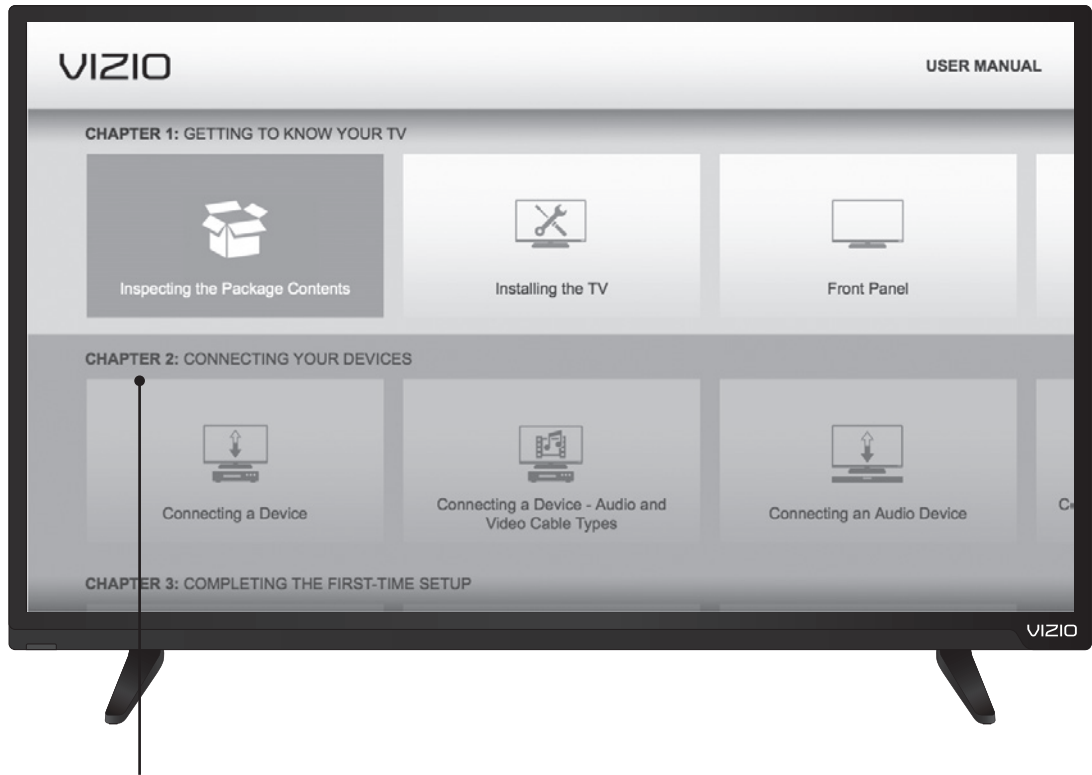 VIZIO
USER MANUAL
CHAPTER 1: GETTING TO KNOW YOUR TV
Inspecting the Package Contents
Installing the TV
Front Panel
CHAPTER 2: CONNECTING YOUR DEVICES
Connecting a Device
Connecting a Device - Audio and
Video Cable Types
Connecting an Audio Device
CHAPTER 3: COMPLETING THE FIRST-TIME SETUP
VIZIO